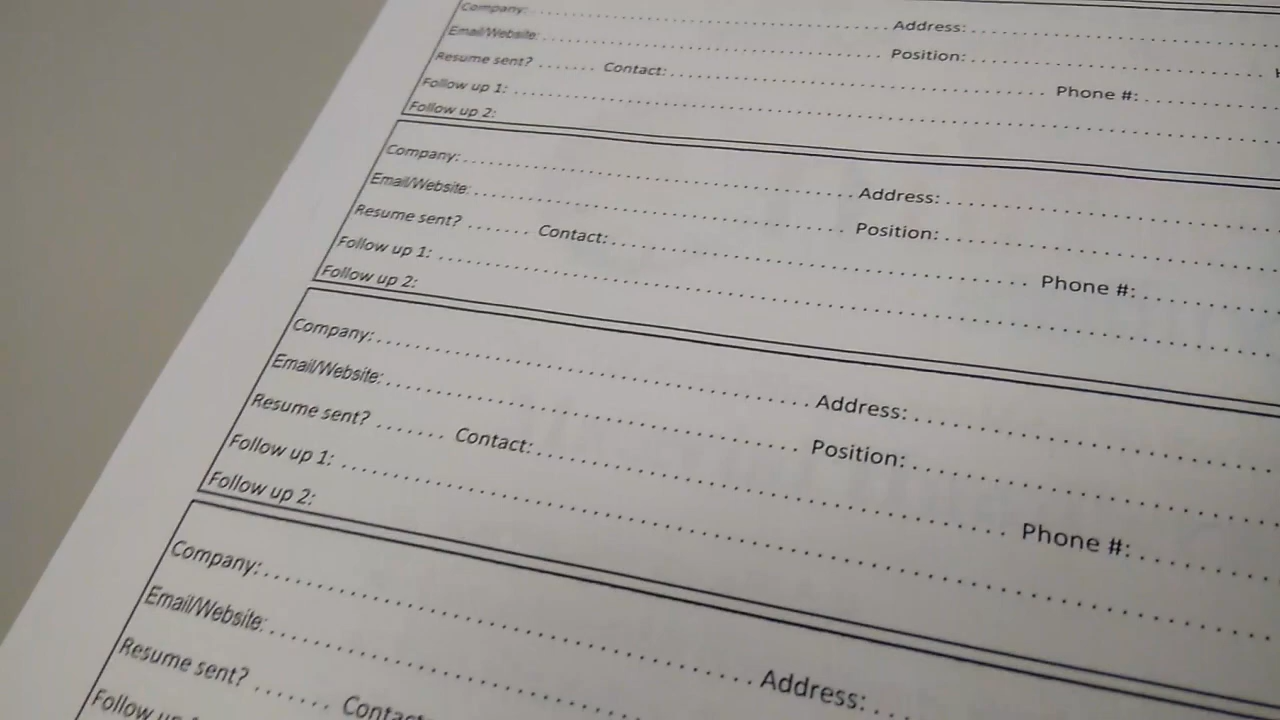 Company: Address:
Email/Website: Position:
Resume sent? Contact: Phone #:
Follow up 1:
Follow up 2:
Company: Address:
Email/Website: Position:
Resume sent? Contact: Phone #:
Follow up 1:
Follow up 2:
Company: Address:
Email/Website: Position:
Resume sent? Contact: Phone #:
Follow up 1:
Follow up 2:
Company: Address:
Email/Website:
Resume sent?
Follow